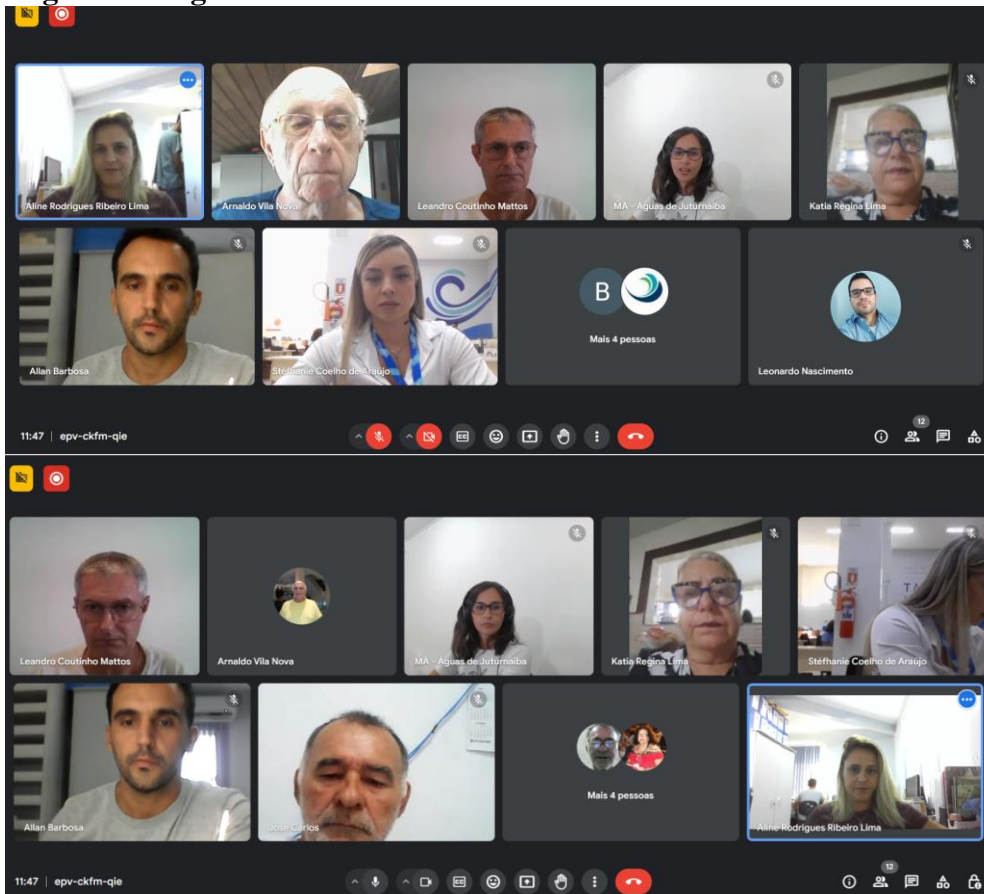 Aline Rodrigues Ribeiro Lima
Arnaldo Vila Nova
Leandro Coutinho Mattos
MA - Águas de Juturnaíba
Katia Regina Lima
Allan Barbosa
Stéfhanie Coelho de Araújo
B
Mais 4 pessoas
Leonardo Nascimento
11:47 | epv-ckfm-qie
CC
12
Leandro Coutinho Mattos
Arnaldo Vila Nova
MA - Águas de Juturnaíba
Katia Regina Lima
Stéfhanie Coelho de Araújo
Allan Barbosa
José Carlos
Mais 4 pessoas
Aline Rodrigues Ribeiro Lima
11:47 | epv-ckfm-qie
CC
12